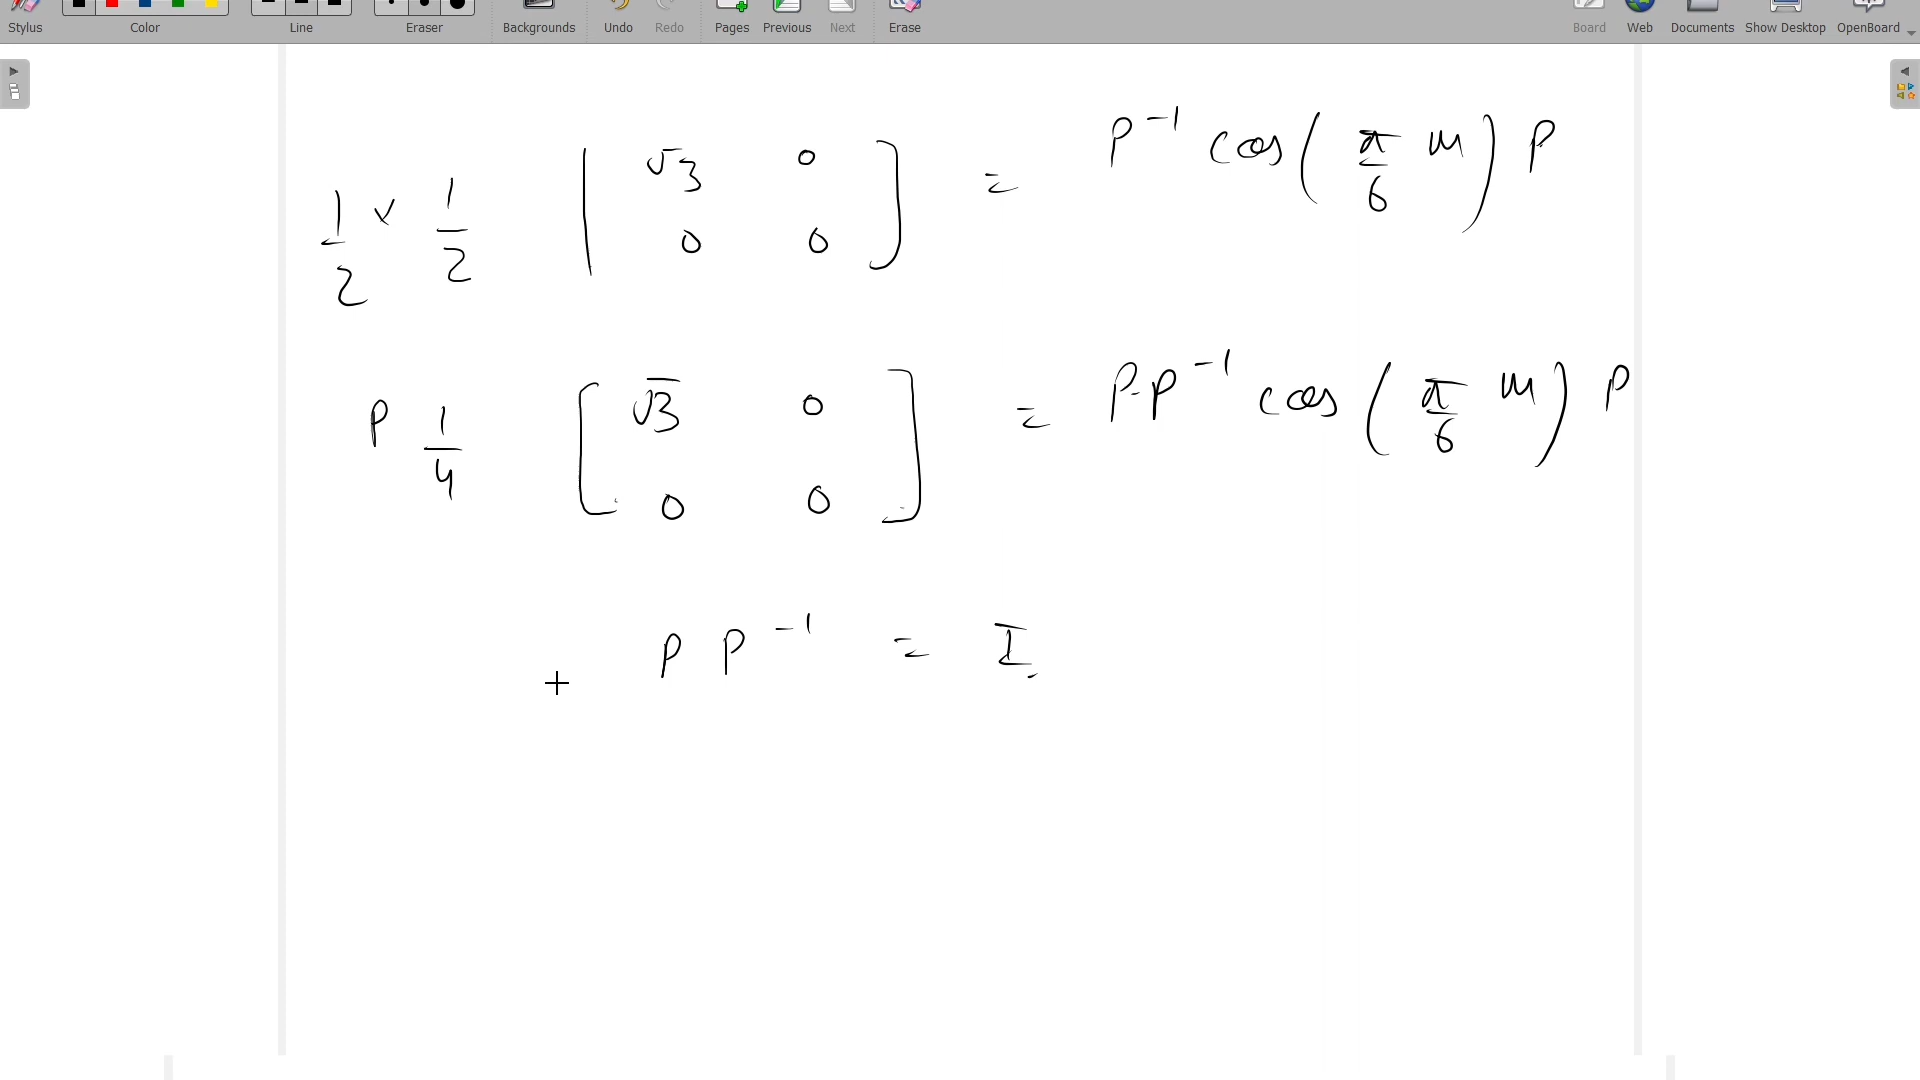 Stylus Color Line Eraser Backgrounds Undo Redo Pages Previous Next Erase Board Web Documents Show Desktop OpenBoard
1/2 × 1/2 [ √3 0 ; 0 0 ] = P⁻¹ cos( π/6 M ) P
P 1/4 [ √3 0 ; 0 0 ] = P·P⁻¹ cos( π/6 M ) P
P P⁻¹ = I